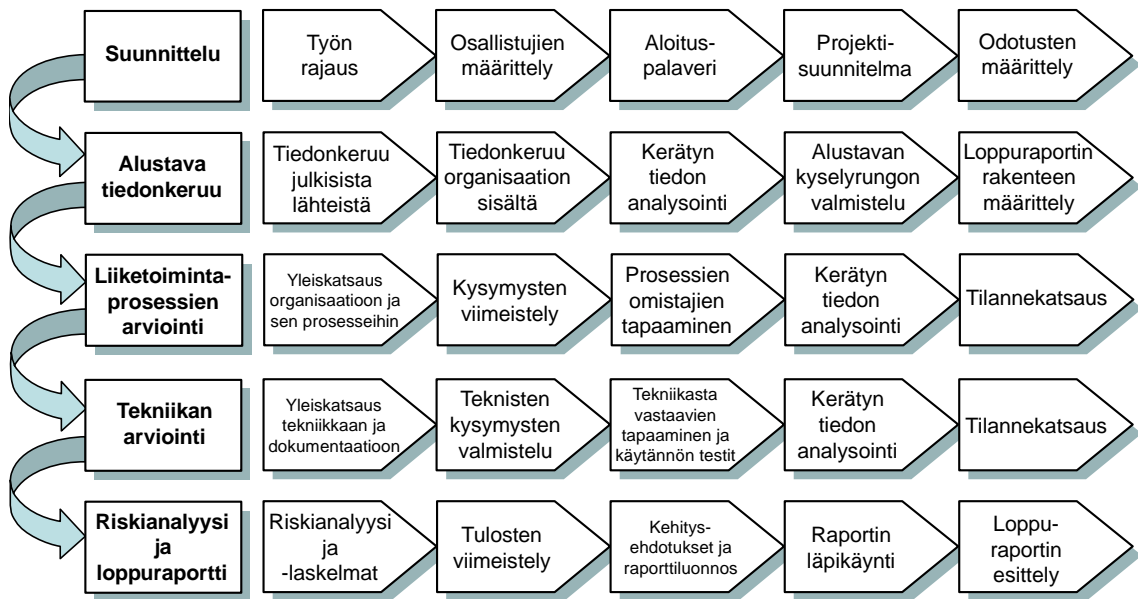 Suunnittelu
Työn
rajaus
Osallistujien
määrittely
Aloitus-
palaveri
Projekti-
suunnitelma
Odotusten
määrittely
Alustava
tiedonkeruu
Tiedonkeruu
julkisista
lähteistä
Tiedonkeruu
organisaation
sisältä
Kerätyn
tiedon
analysointi
Alustavan
kyselyrungon
valmistelu
Loppuraportin
rakenteen
määrittely
Liiketoiminta-
prosessien
arviointi
Yleiskatsaus
organisaatioon ja
sen prosesseihin
Kysymysten
viimeistely
Prosessien
omistajien
tapaaminen
Kerätyn
tiedon
analysointi
Tilannekatsaus
Tekniikan
arviointi
Yleiskatsaus
tekniikkaan ja
dokumentaatioon
Teknisten
kysymysten
valmistelu
Tekniikasta
vastaavien
tapaaminen ja
käytännön testit
Kerätyn
tiedon
analysointi
Tilannekatsaus
Riskianalyysi
ja
loppuraportti
Riskianalyysi
ja
-laskelmat
Tulosten
viimeistely
Kehitys-
ehdotukset ja
raporttiluonnos
Raportin
läpikäynti
Loppu-
raportin
esittely